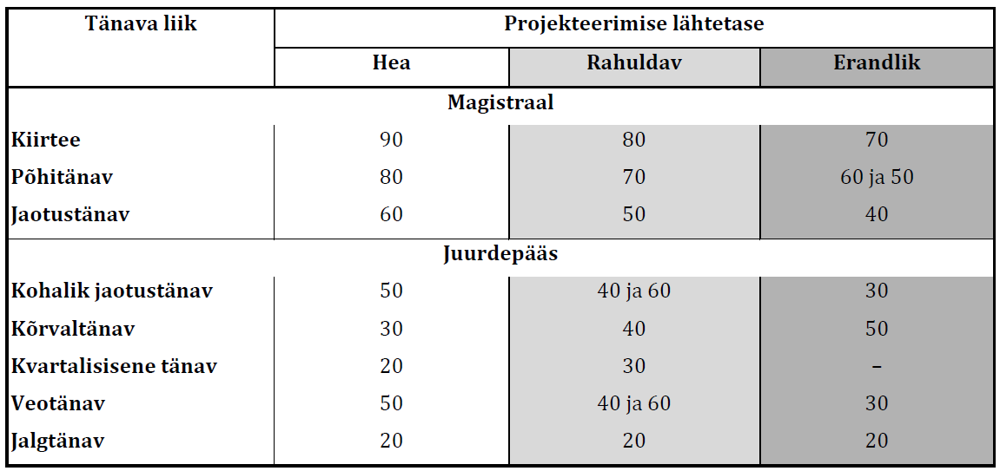 Tänava liik Projekteerimise lähtetase
Hea Rahuldav Erandlik
Magistraal
Kiirtee 90 80 70
Põhitänav 80 70 60 ja 50
Jaotustänav 60 50 40
Juurdepääs
Kohalik jaotustänav 50 40 ja 60 30
Kõrvaltänav 30 40 50
Kvartalisisene tänav 20 30 –
Veotänav 50 40 ja 60 30
Jalgtänav 20 20 20